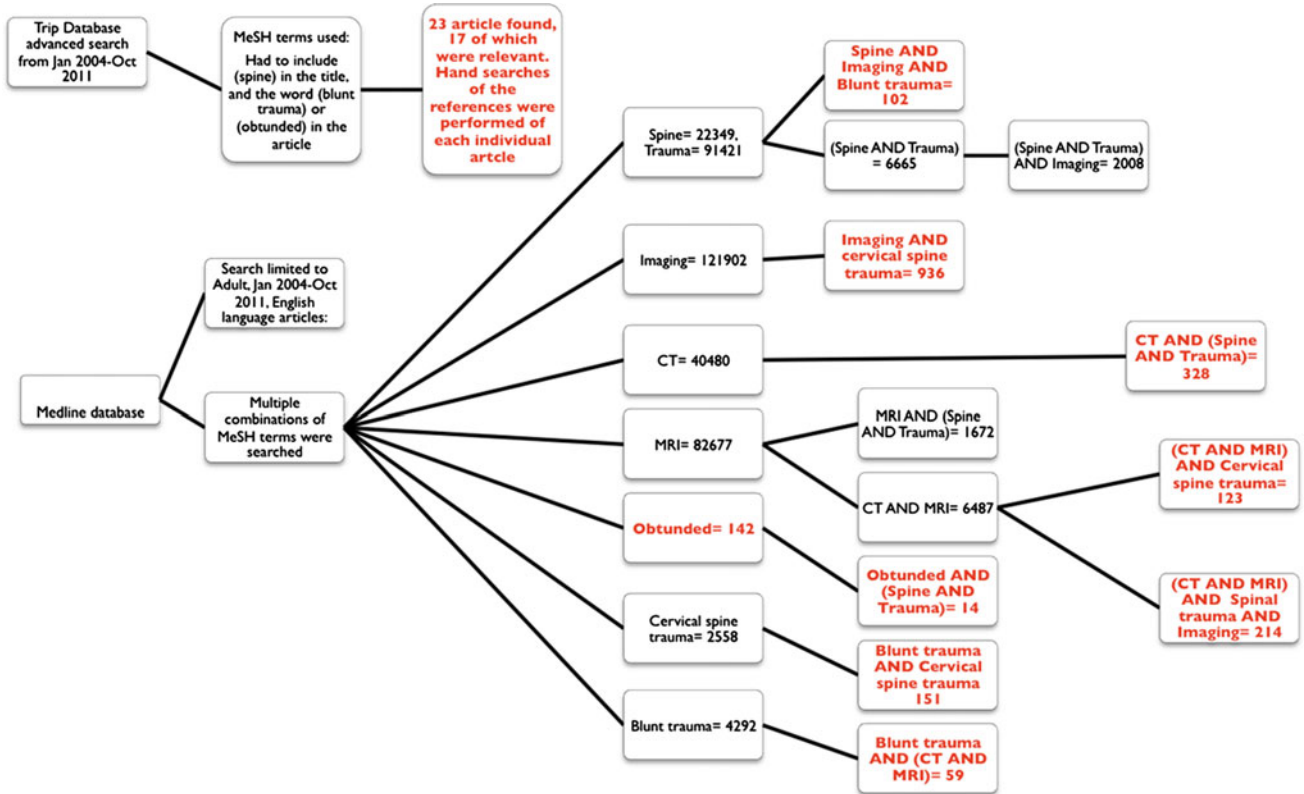 Trip Database
advanced search
from Jan 2004-Oct
2011
MeSH terms used:
Had to include
(spine) in the title,
and the word (blunt
trauma) or
(obtunded) in the
article
23 article found,
17 of which
were relevant.
Hand searches
of the
references were
performed of
each individual
artcle
Medline database
Search limited to
Adult, Jan 2004-Oct
2011, English
language articles:
Multiple
combinations of
MeSH terms were
searched
Spine= 22349,
Trauma= 91421
Spine AND
Imaging AND
Blunt trauma=
102
(Spine AND Trauma)
= 6665
(Spine AND Trauma)
AND Imaging= 2008
Imaging= 121902
Imaging AND
cervical spine
trauma= 936
CT= 40480
CT AND (Spine
AND Trauma)=
328
MRI= 82677
MRI AND (Spine
AND Trauma)= 1672
CT AND MRI= 6487
(CT AND MRI)
AND Cervical
spine trauma=
123
(CT AND MRI)
AND Spinal
trauma AND
Imaging= 214
Obtunded= 142
Obtunded AND
(Spine AND
Trauma)= 14
Cervical spine
trauma= 2558
Blunt trauma
AND Cervical
spine trauma
151
Blunt trauma= 4292
Blunt trauma
AND (CT AND
MRI)= 59